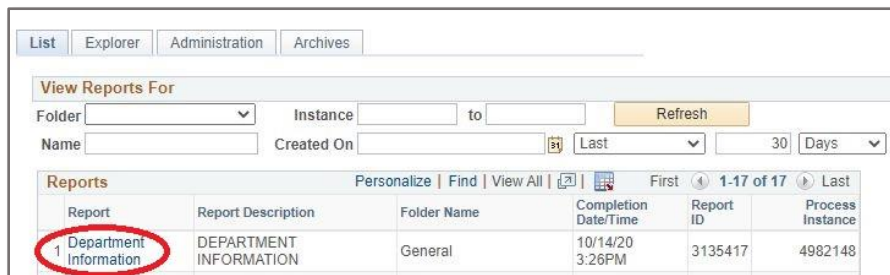 List Explorer Administration Archives
View Reports For
Folder Instance to Refresh
Name Created On 31 Last 30 Days
Reports Personalize | Find | View All | | First 1-17 of 17 Last
Report Report Description Folder Name Completion Date/Time Report ID Process Instance
1 Department Information DEPARTMENT INFORMATION General 10/14/20 3:26PM 3135417 4982148